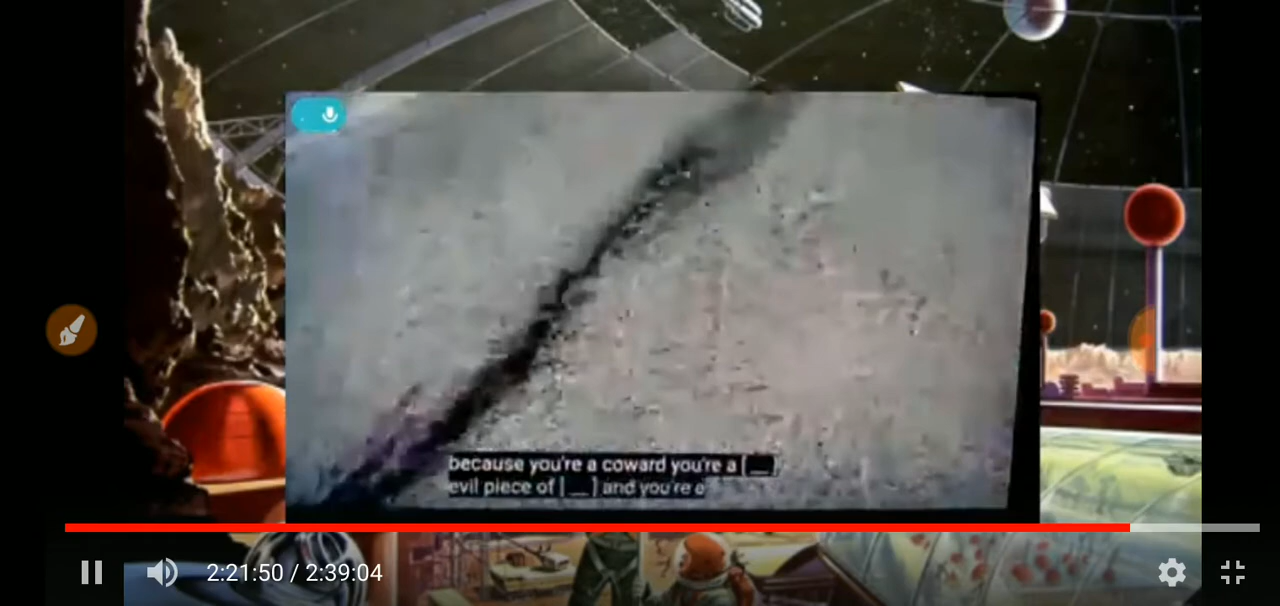 because you're a coward you're a [ __ ]
evil piece of [ __ ] and you're e
2:21:50 / 2:39:04